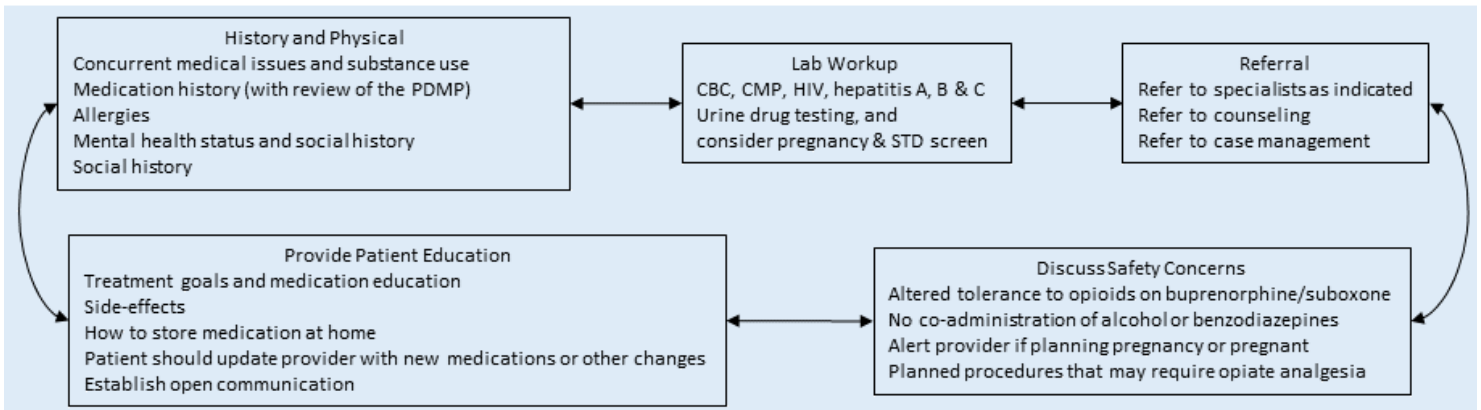 History and Physical
Concurrent medical issues and substance use
Medication history (with review of the PDMP)
Allergies
Mental health status and social history
Social history
Lab Workup
CBC, CMP, HIV, hepatitis A, B & C
Urine drug testing, and
consider pregnancy & STD screen
Referral
Refer to specialists as indicated
Refer to counseling
Refer to case management
Provide Patient Education
Treatment goals and medication education
Side-effects
How to store medication at home
Patient should update provider with new medications or other changes
Establish open communication
Discuss Safety Concerns
Altered tolerance to opioids on buprenorphine/suboxone
No co-administration of alcohol or benzodiazepines
Alert provider if planning pregnancy or pregnant
Planned procedures that may require opiate analgesia